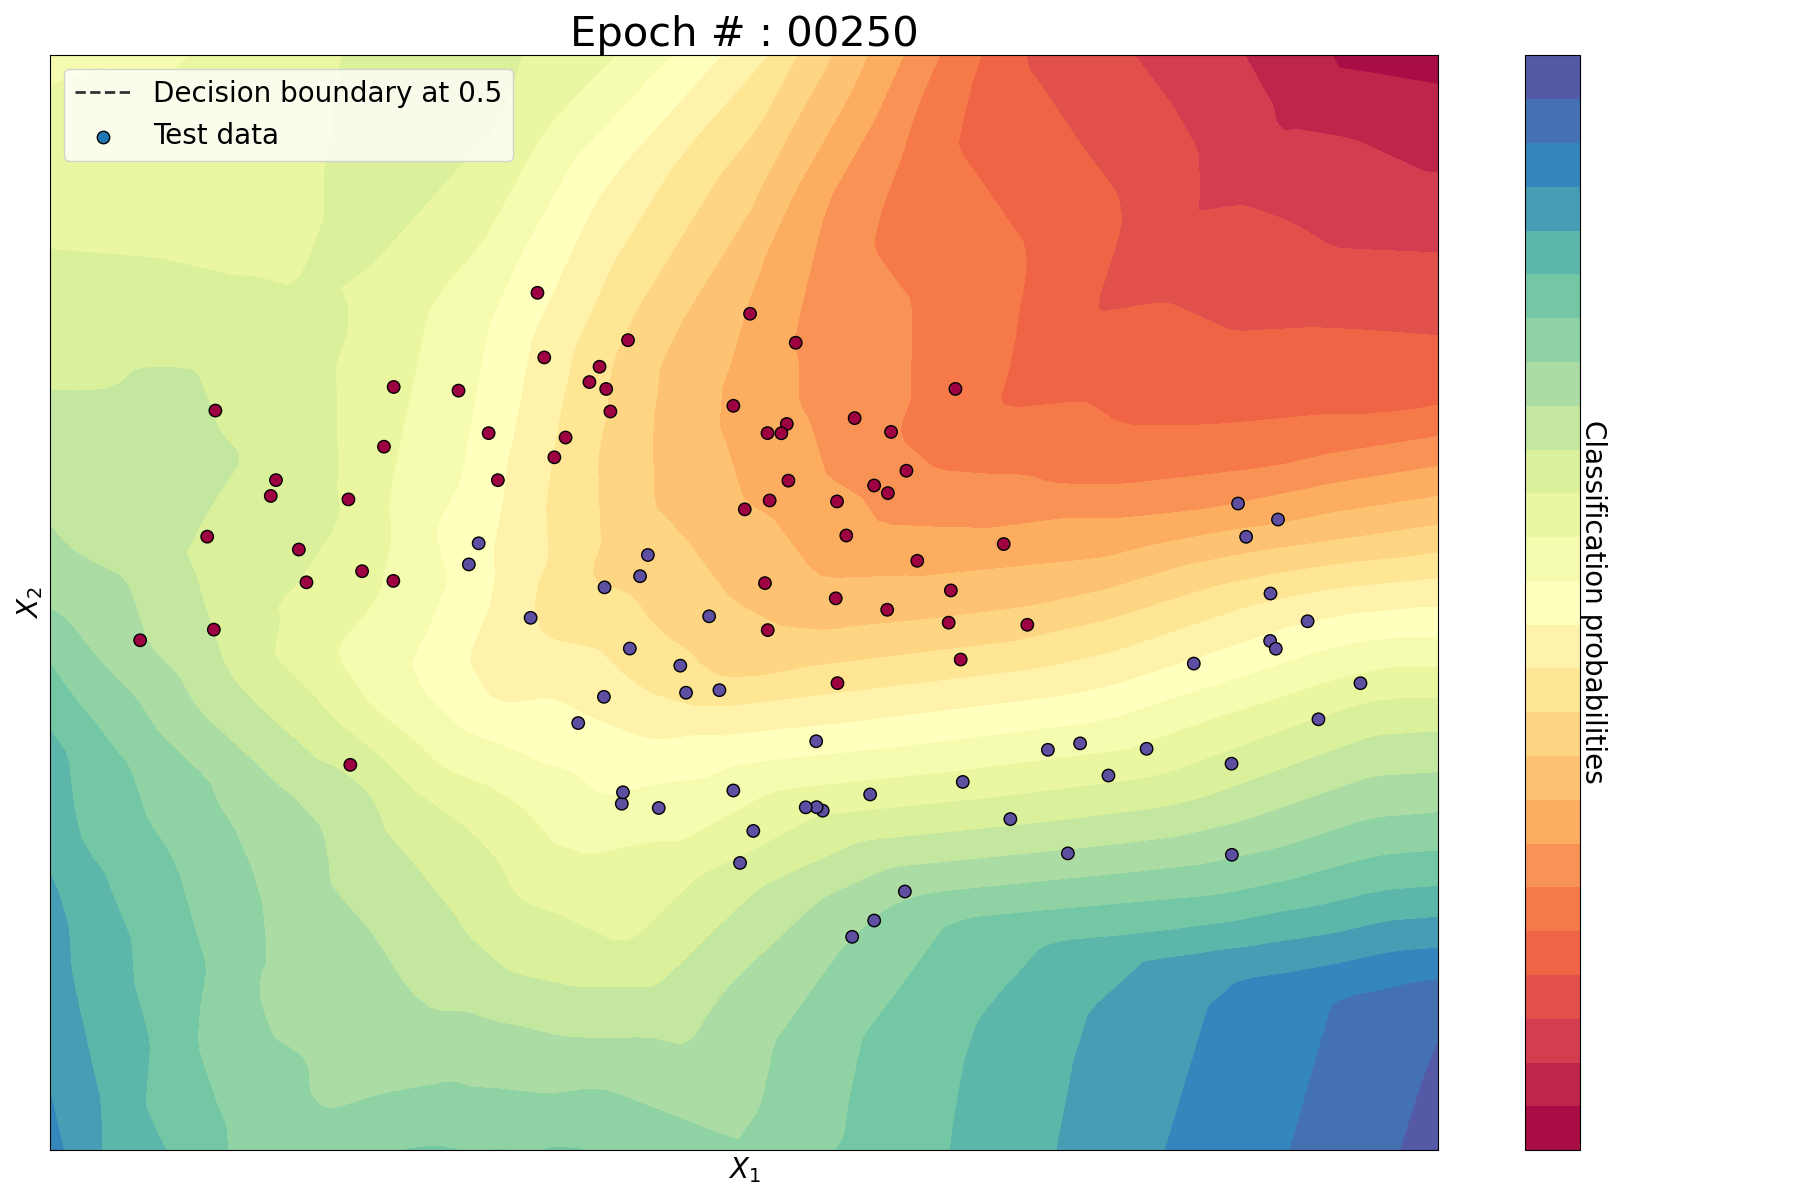 Epoch # : 00250
Decision boundary at 0.5
Test data
X₂
X₁
Classification probabilities